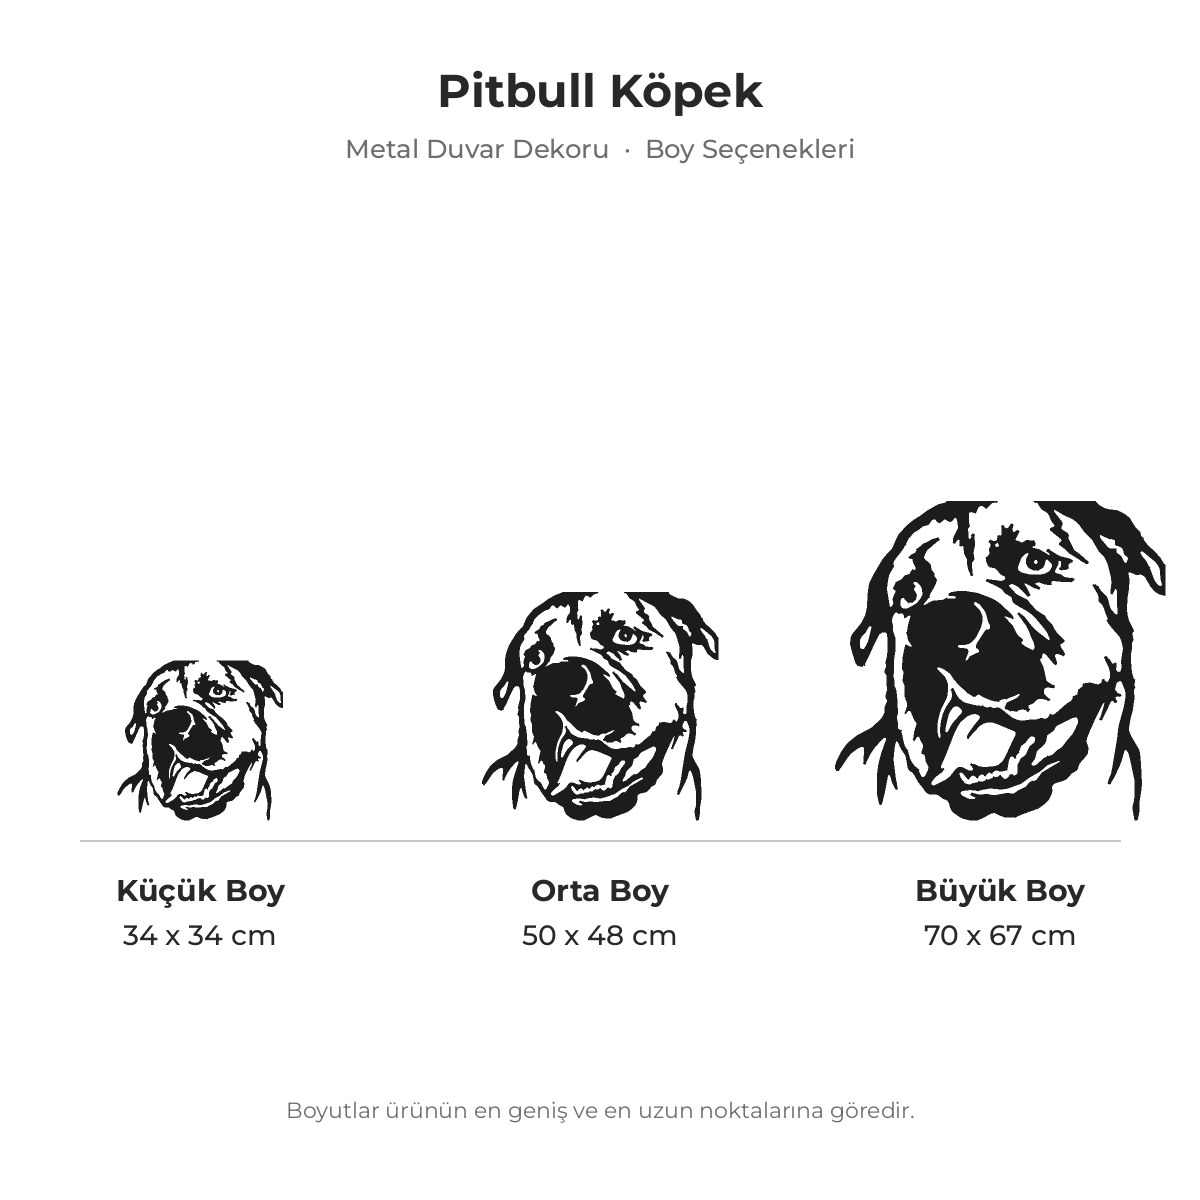 Pitbull Köpek
Metal Duvar Dekoru · Boy Seçenekleri
Küçük Boy
34 x 34 cm
Orta Boy
50 x 48 cm
Büyük Boy
70 x 67 cm
Boyutlar ürünün en geniş ve en uzun noktalarına göredir.